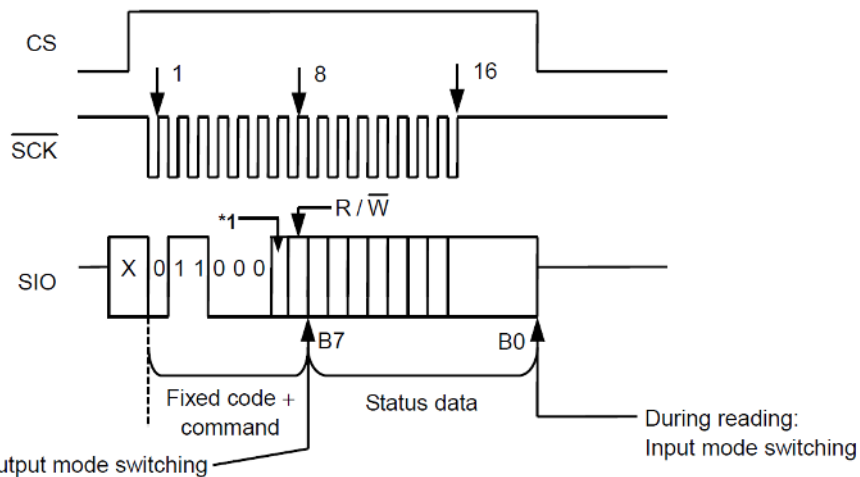 CS
1
8
16
SCK
*1
R / W
SIO
X 0 1 1 0 0 0
B7
B0
Fixed code +
command
Status data
During reading:
Input mode switching
utput mode switching